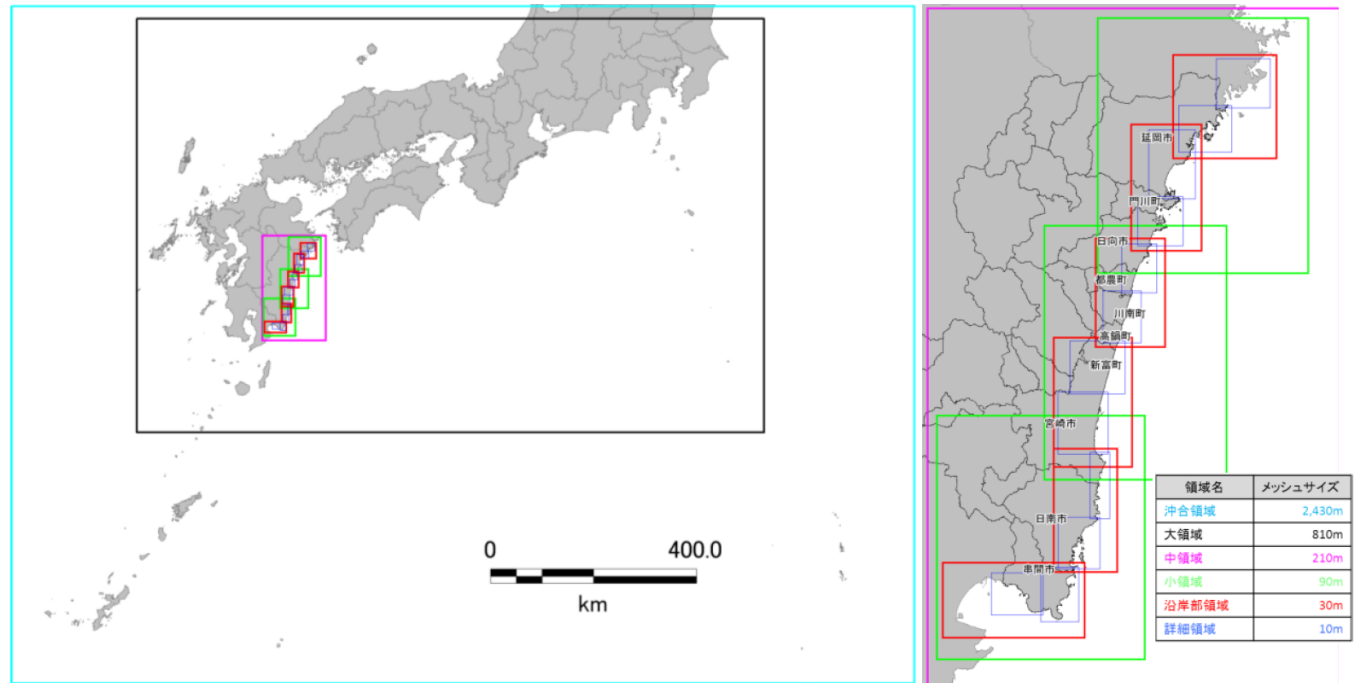 0 400.0
km
延岡市
門川町
日向市
都農町
川南町
高鍋町
新富町
宮崎市
日南市
串間市
領域名 メッシュサイズ
沖合領域 2,430m
大領域 810m
中領域 210m
小領域 90m
沿岸部領域 30m
詳細領域 10m